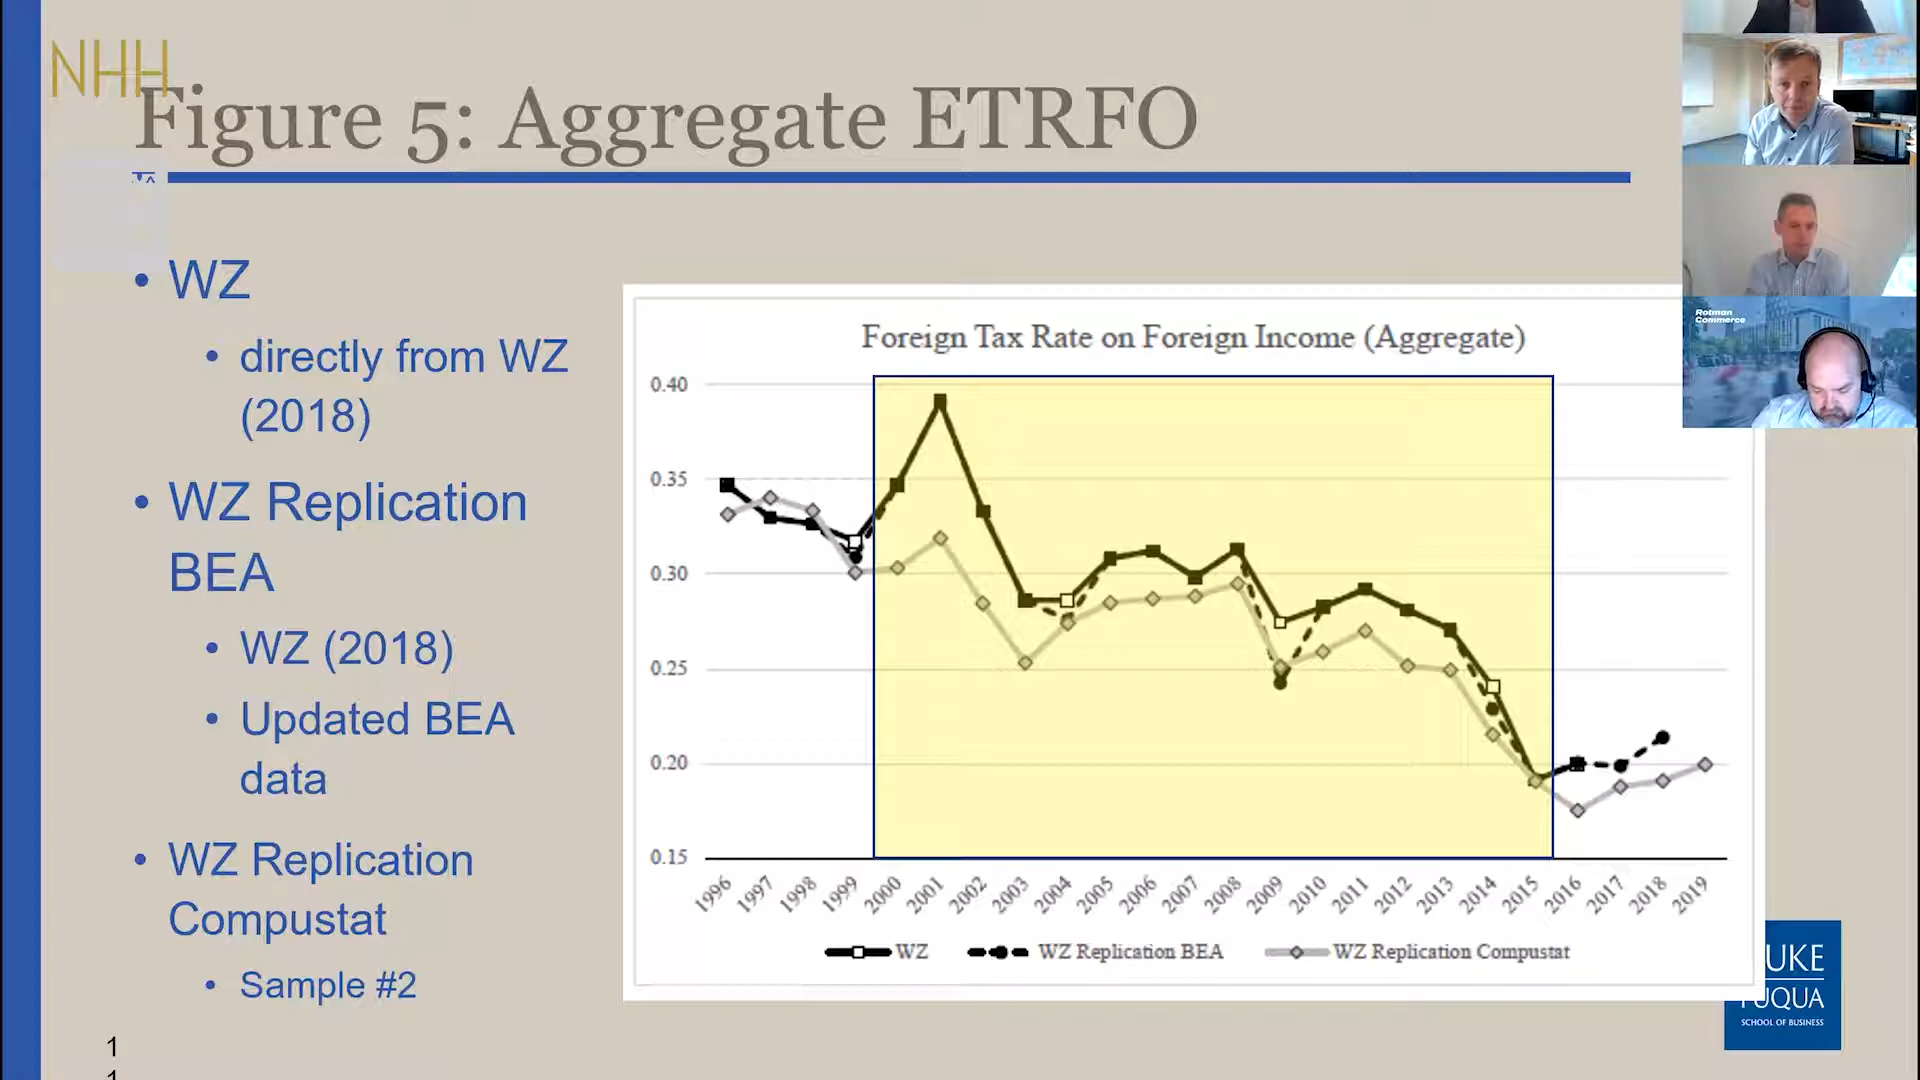 NHH
Figure 5: Aggregate ETRFO
• WZ
• directly from WZ
(2018)
• WZ Replication
BEA
• WZ (2018)
• Updated BEA
data
• WZ Replication
Compustat
• Sample #2
1
1
Foreign Tax Rate on Foreign Income (Aggregate)
0.40
0.35
0.30
0.25
0.20
0.15
1996 1997 1998 1999 2000 2001 2002 2003 2004 2005 2006 2007 2008 2009 2010 2011 2012 2013 2014 2015 2016 2017 2018 2019
WZ WZ Replication BEA WZ Replication Compustat
Rotman
Commerce
UKE
UQUA
SCHOOL OF BUSINESS